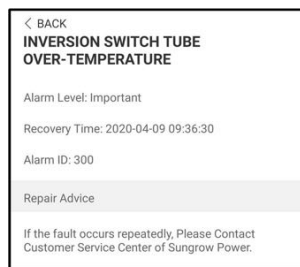 < BACK
INVERSION SWITCH TUBE
OVER-TEMPERATURE
Alarm Level: Important
Recovery Time: 2020-04-09 09:36:30
Alarm ID: 300
Repair Advice
If the fault occurs repeatedly, Please Contact
Customer Service Center of Sungrow Power.